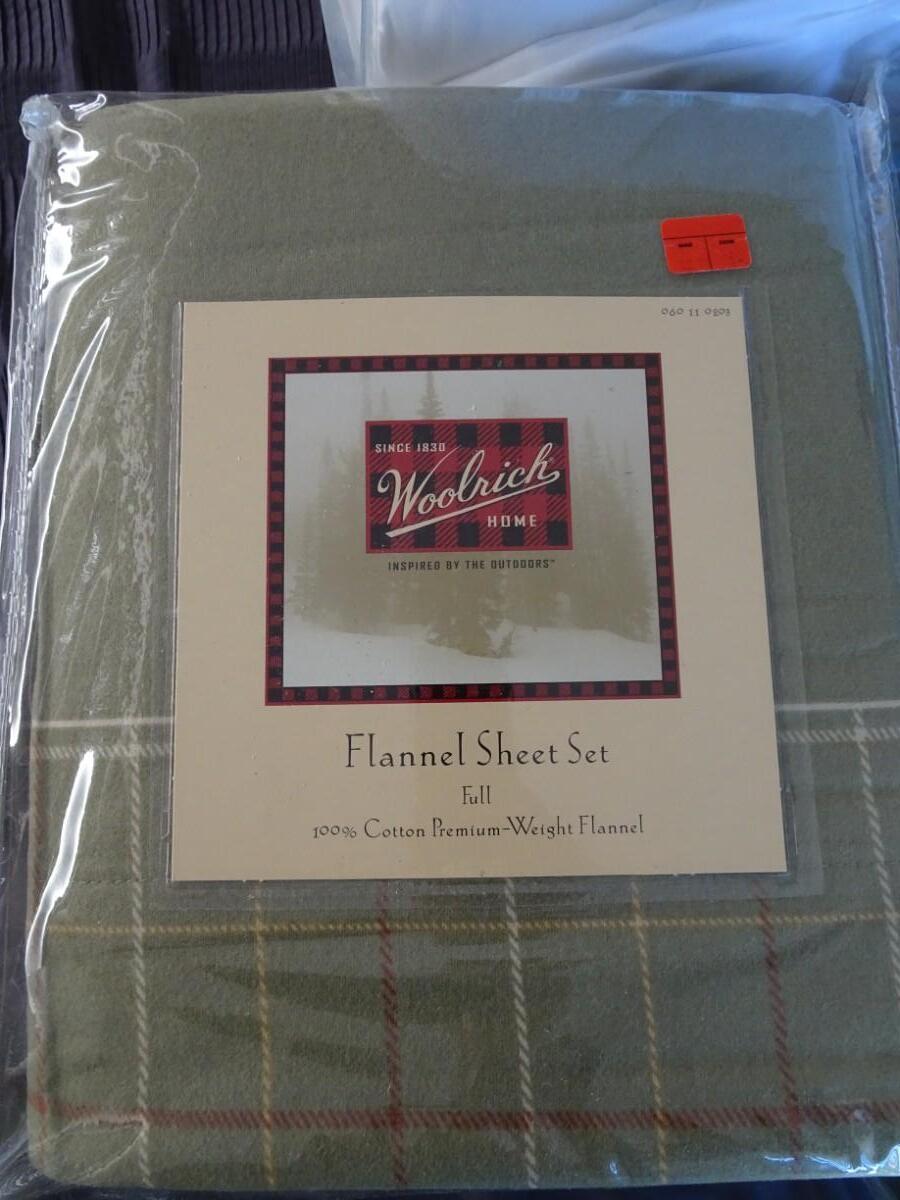 060 11 0203
SINCE 1830
Woolrich
HOME
INSPIRED BY THE OUTDOORS™
Flannel Sheet Set
Full
100% Cotton Premium-Weight Flannel